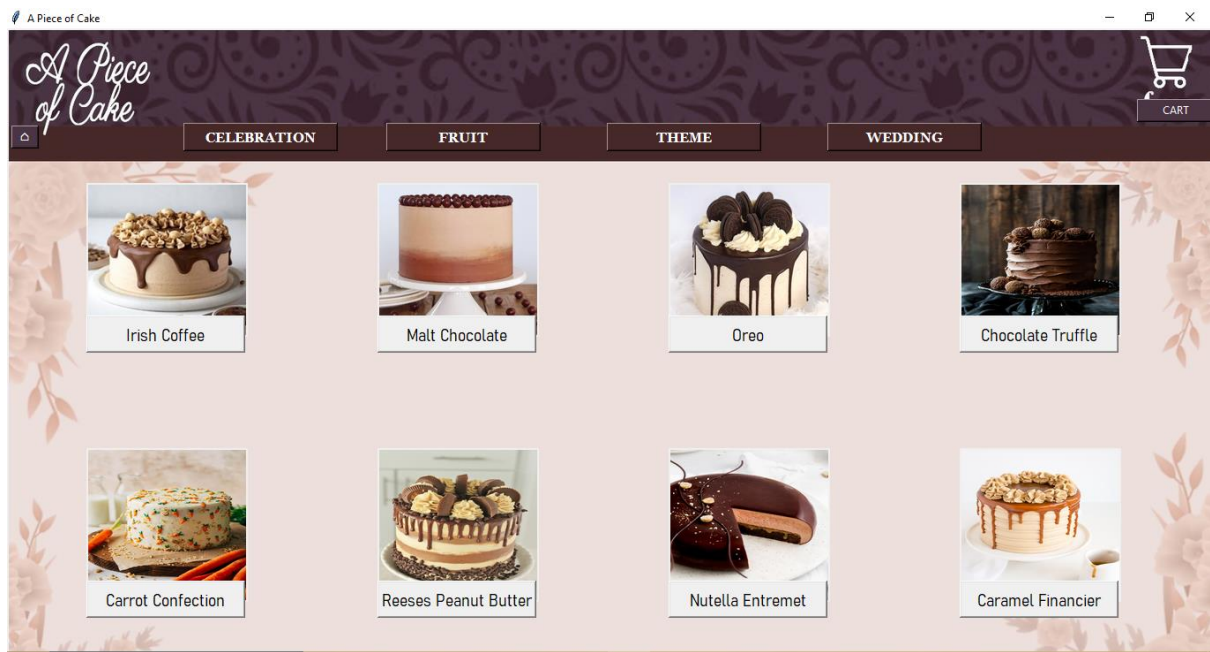 A Piece of Cake
A Piece
of Cake
CART
CELEBRATION
FRUIT
THEME
WEDDING
Irish Coffee
Malt Chocolate
Oreo
Chocolate Truffle
Carrot Confection
Reeses Peanut Butter
Nutella Entremet
Caramel Financier